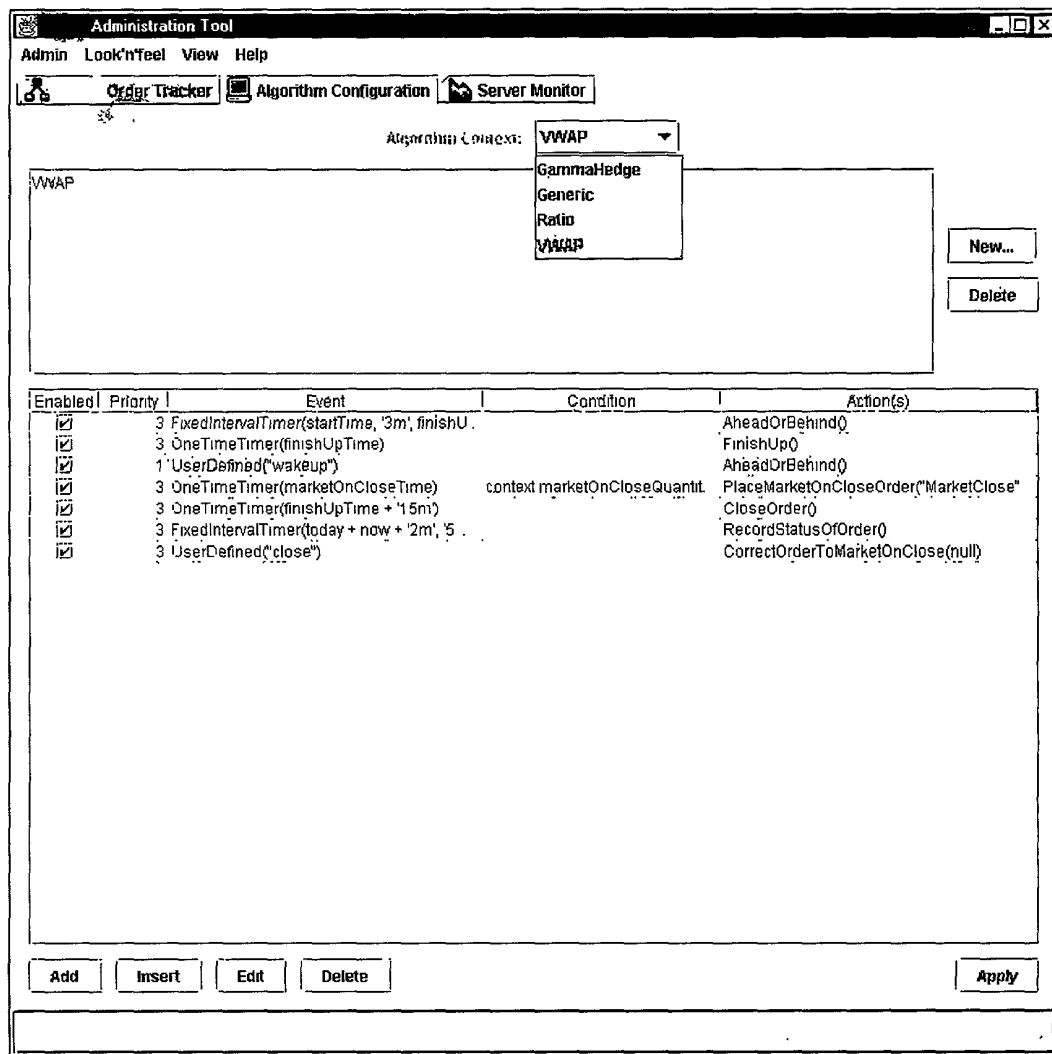 Administration Tool
Admin Look'n'feel View Help
Order Tracker Algorithm Configuration Server Monitor
Algorithm Context: VWAP
GammaHedge
Generic
Ratio
VWAP
VWAP
New...
Delete
Enabled Priority Event Condition Action(s)
3 FixedIntervalTimer(startTime, '3m', finishU . AheadOrBehind()
3 OneTimeTimer(finishUpTime) FinishUp()
1 UserDefined("wakeup") AheadOrBehind()
3 OneTimeTimer(marketOnCloseTime) context marketOnCloseQuantit. PlaceMarketOnCloseOrder("MarketClose"
3 OneTimeTimer(finishUpTime + '15m') CloseOrder()
3 FixedIntervalTimer(today + now + '2m', '5 . RecordStatusOfOrder()
3 UserDefined("close") CorrectOrderToMarketOnClose(null)
Add Insert Edit Delete Apply